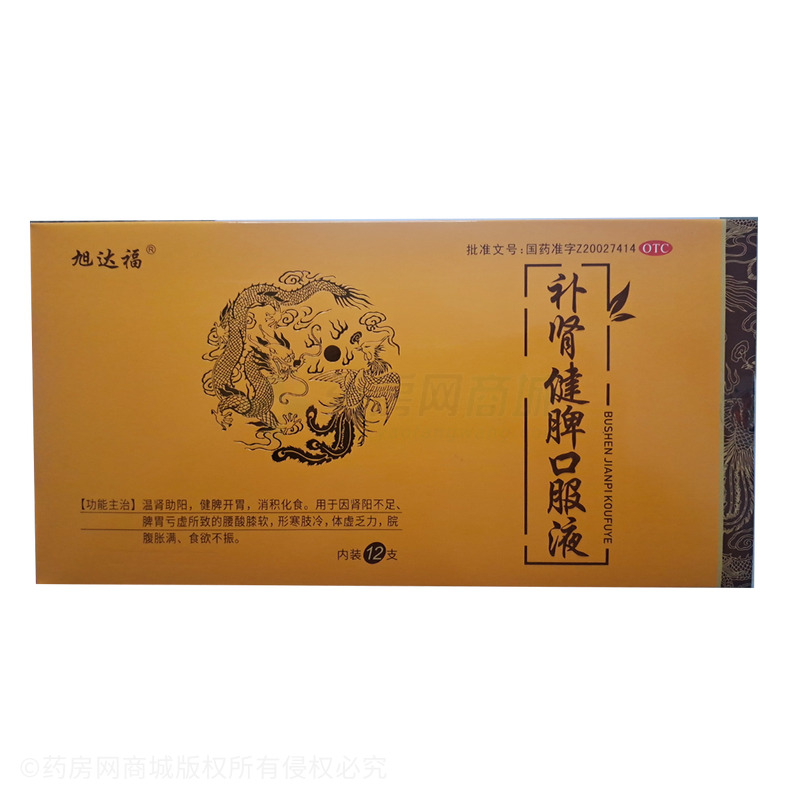 旭达福®
批准文号:国药准字Z20027414 OTC
补肾健脾口服液
BUSHEN JIANPI KOUFUYE
【功能主治】温肾助阳，健脾开胃，消积化食。用于因肾阳不足、
脾胃亏虚所致的腰酸膝软，形寒肢冷，体虚乏力，脘
腹胀满、食欲不振。
内装12支
药房网商城
©药房网商城版权所有侵权必究